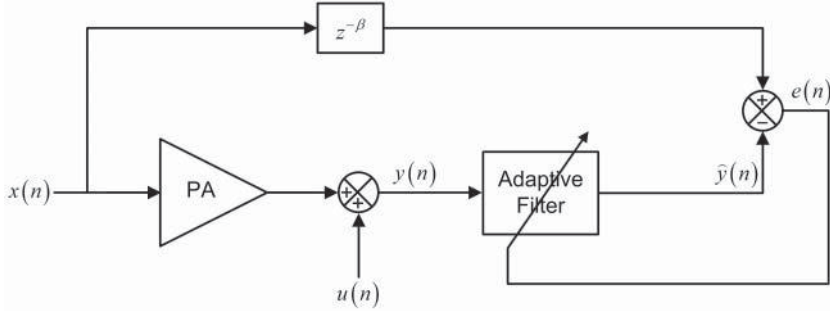 z^{-β}
+
e(n)
−
x(n)
PA
+
+
y(n)
Adaptive
Filter
ŷ(n)
u(n)